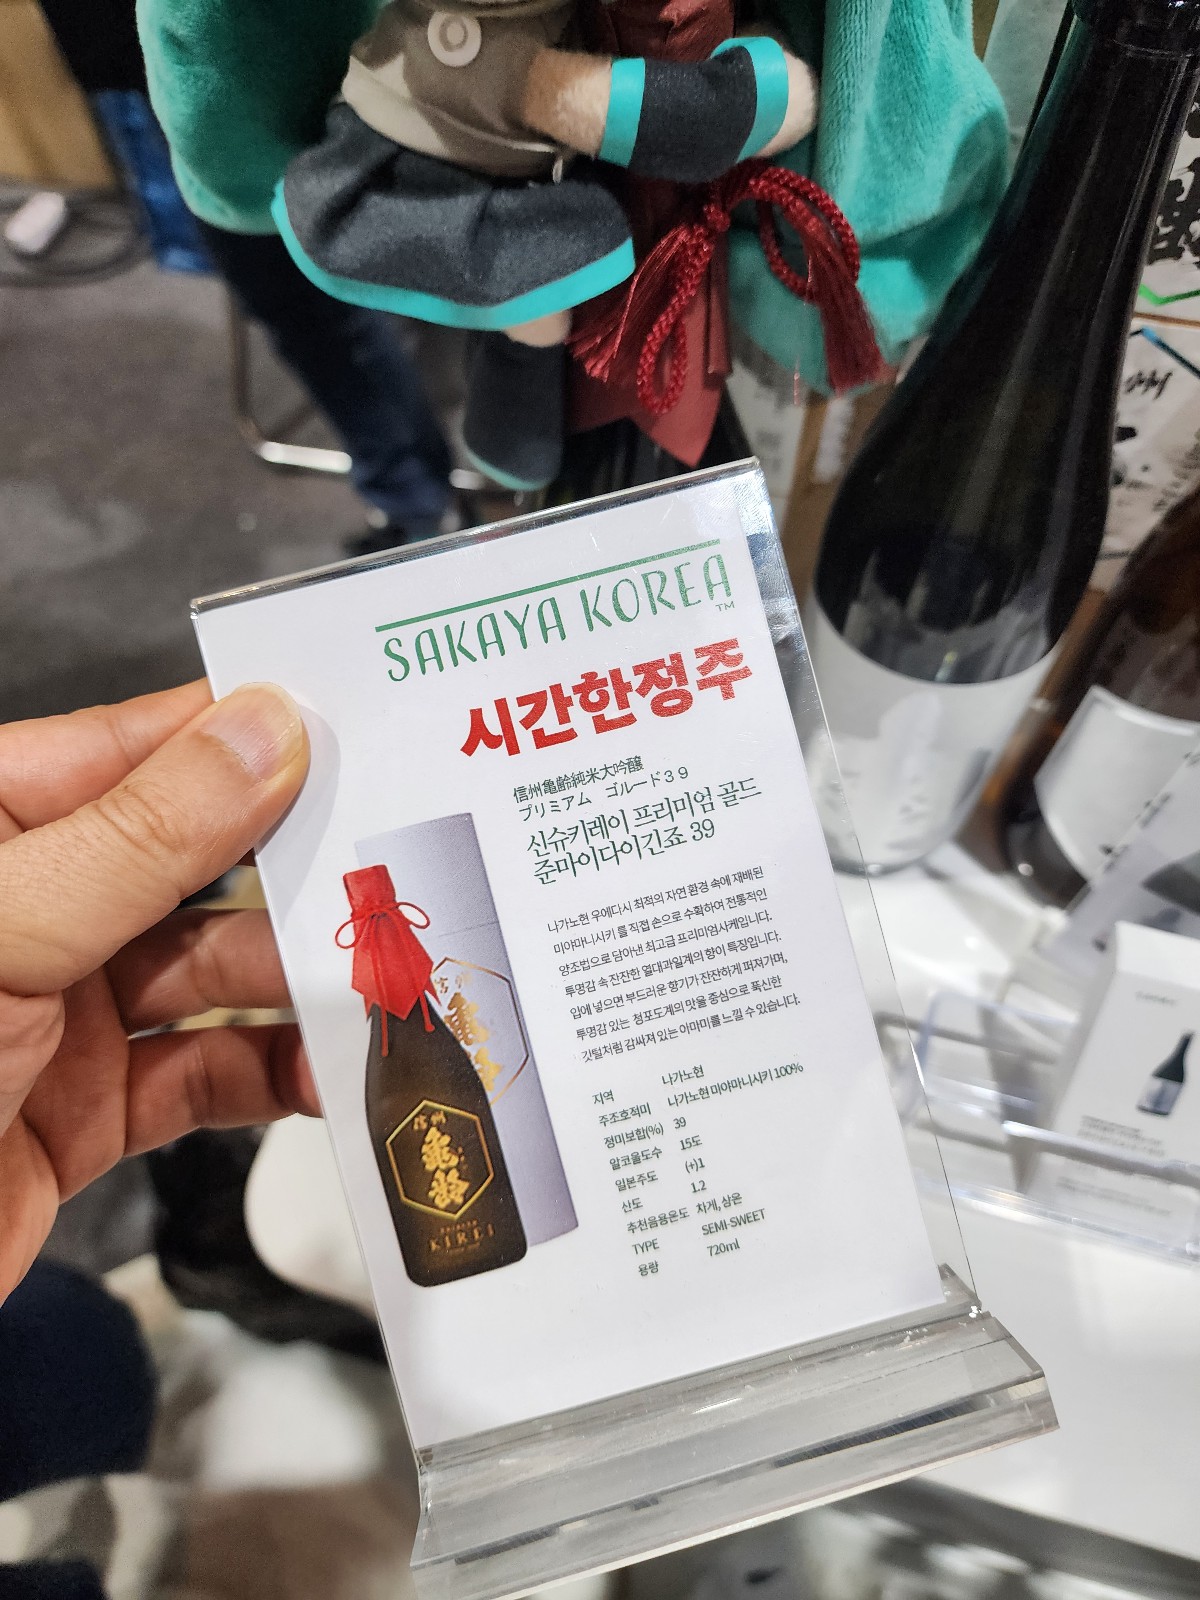 SAKAYA KOREA
TM
시간한정주
信州亀齢純米大吟醸
プリミアム ゴルード39
신슈키레이 프리미엄 골드
준마이다이긴죠 39
나가노현 우에다시 최적의 자연 환경 속에 재배된
미야마니시키 를 직접 손으로 수확하여 전통적인
양조법으로 담아낸 최고급 프리미엄사케입니다.
투명감 속 잔잔한 열대과일계의 향이 특징입니다.
입에 넣으면 부드러운 향기가 잔잔하게 퍼져가며,
투명감 있는 청포도계의 맛을 중심으로 푹신한
깃털처럼 감싸져 있는 아마미를 느낄 수 있습니다.
지역 나가노현
주조호적미 나가노현 미야마니시키 100%
정미보합(%) 39
알코올도수 15도
일본주도 (+)1
산도 1.2
추천음용온도 차게, 상온
TYPE SEMI-SWEET
용량 720ml
信州
亀齢
KIREI